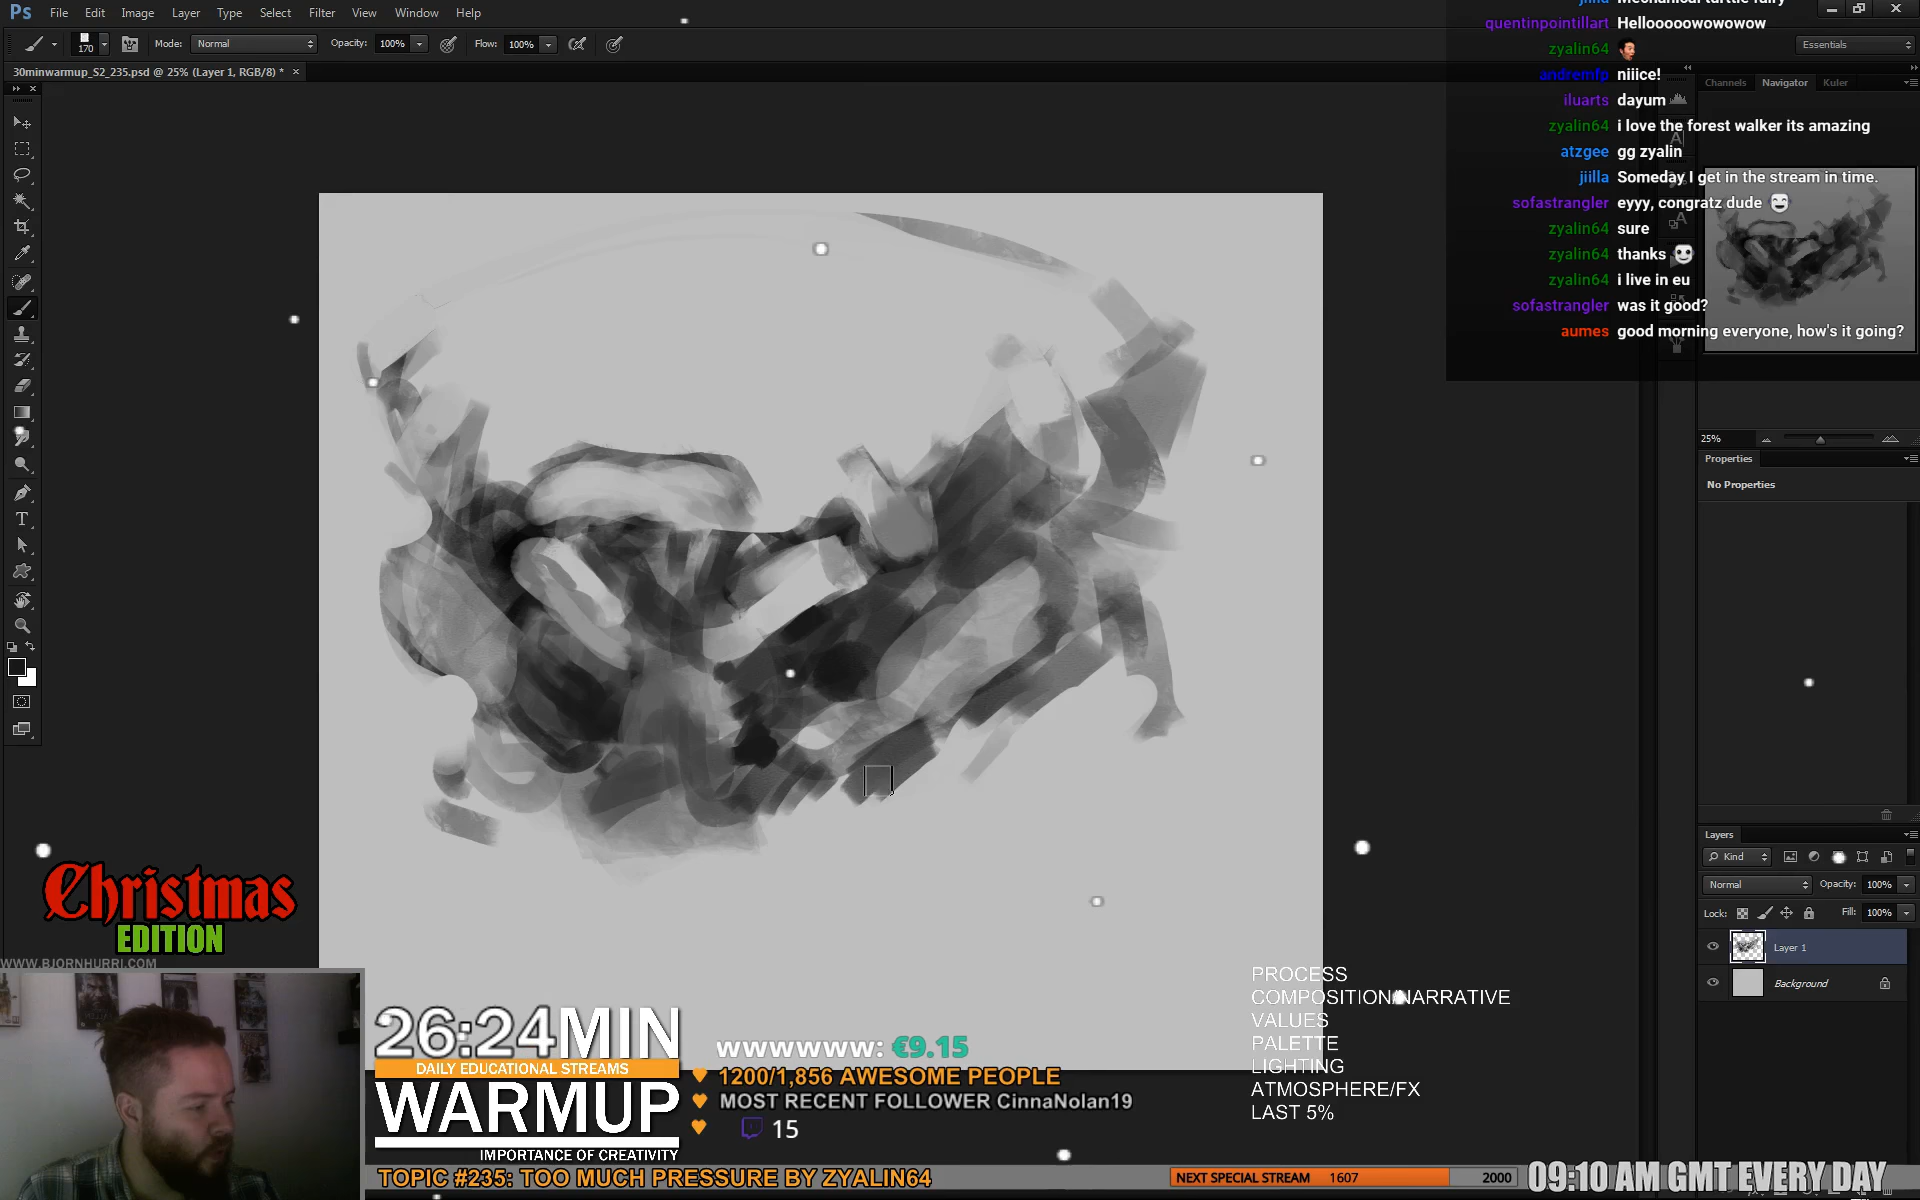 Ps File Edit Image Layer Type Select Filter View Window Help
170 Mode: Normal Opacity: 100% Flow: 100%
Essentials
30minwarmup_S2_235.psd @ 25% (Layer 1, RGB/8) *
quentinpointillart Hellooooowowowow
zyalin64
andremfp niiice!
iluarts dayum
zyalin64 i love the forest walker its amazing
atzgee gg zyalin
jiilla Someday I get in the stream in time.
sofastrangler eyyy, congratz dude
zyalin64 sure
zyalin64 thanks
zyalin64 i live in eu
sofastrangler was it good?
aumes good morning everyone, how's it going?
Channels Navigator Kuler
25%
Properties
No Properties
Layers
Kind
Normal Opacity: 100%
Lock: Fill: 100%
Layer 1
Background
Christmas
EDITION
WWW.BJORNHURRI.COM
26:24MIN
DAILY EDUCATIONAL STREAMS
WARMUP
IMPORTANCE OF CREATIVITY
wwwwww: €9.15
1200/1,856 AWESOME PEOPLE
MOST RECENT FOLLOWER CinnaNolan19
15
PROCESS
COMPOSITION/NARRATIVE
VALUES
PALETTE
LIGHTING
ATMOSPHERE/FX
LAST 5%
TOPIC #235: TOO MUCH PRESSURE BY ZYALIN64
NEXT SPECIAL STREAM 1607 2000
09:10 AM GMT EVERY DAY